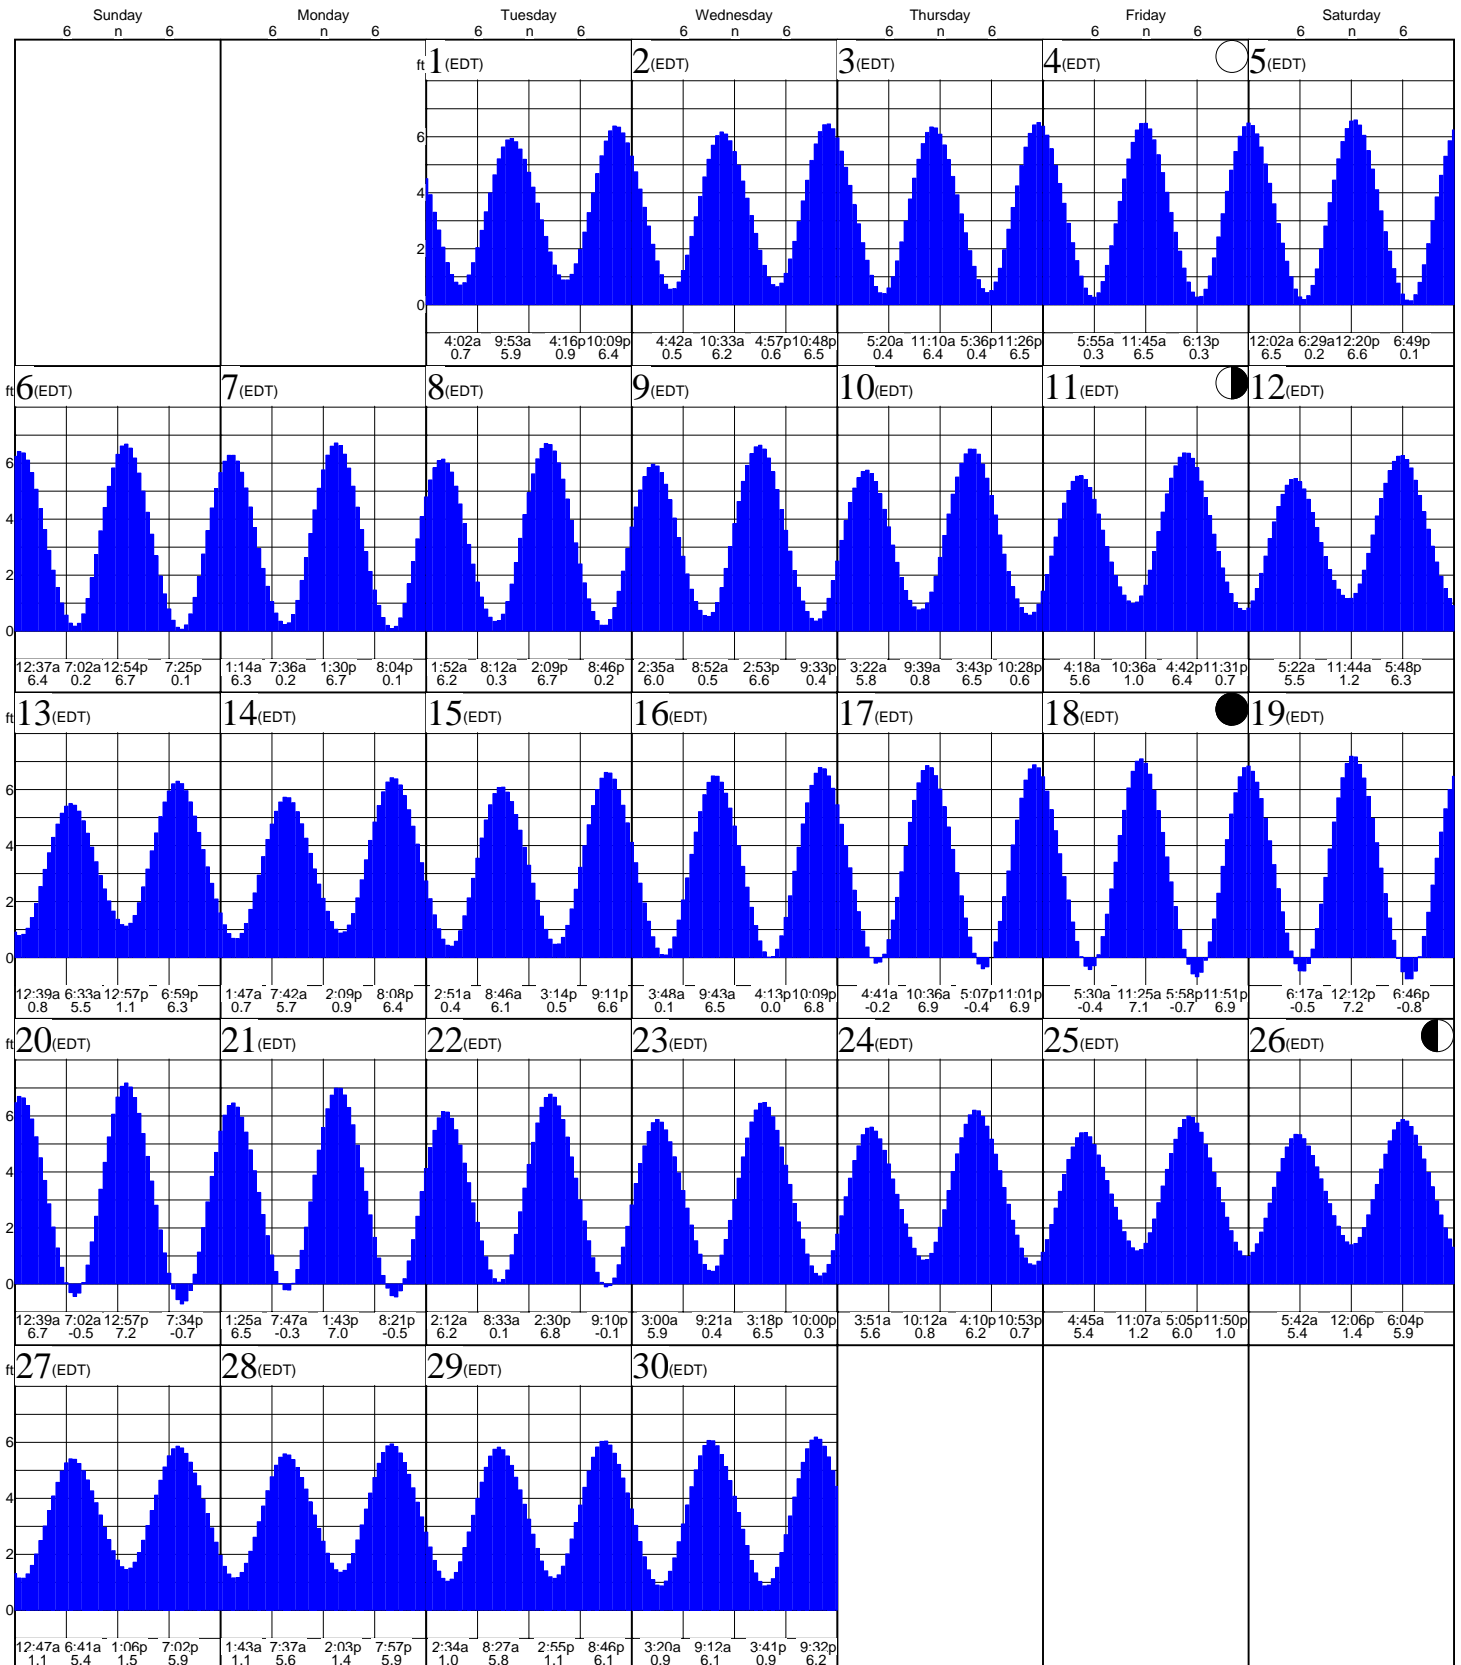 Sunday Monday Tuesday Wednesday Thursday Friday Saturday
6 n 6 6 n 6 6 n 6 6 n 6 6 n 6 6 n 6 6 n 6
ft 1(EDT) 2(EDT) 3(EDT) 4(EDT) 5(EDT)
6
4
2
0
4:02a 9:53a 4:16p 10:09p 4:42a 10:33a 4:57p 10:48p 5:20a 11:10a 5:36p 11:26p 5:55a 11:45a 6:13p 12:02a 6:29a 12:20p 6:49p
0.7 5.9 0.9 6.4 0.5 6.2 0.6 6.5 0.4 6.4 0.4 6.5 0.3 6.5 0.3 6.5 0.2 6.6 0.1
ft 6(EDT) 7(EDT) 8(EDT) 9(EDT) 10(EDT) 11(EDT) 12(EDT)
6
4
2
0
12:37a 7:02a 12:54p 7:25p 1:14a 7:36a 1:30p 8:04p 1:52a 8:12a 2:09p 8:46p 2:35a 8:52a 2:53p 9:33p 3:22a 9:39a 3:43p 10:28p 4:18a 10:36a 4:42p 11:31p 5:22a 11:44a 5:48p
6.4 0.2 6.7 0.1 6.3 0.2 6.7 0.1 6.2 0.3 6.7 0.2 6.0 0.5 6.6 0.4 5.8 0.8 6.5 0.6 5.6 1.0 6.4 0.7 5.5 1.2 6.3
ft 13(EDT) 14(EDT) 15(EDT) 16(EDT) 17(EDT) 18(EDT) 19(EDT)
6
4
2
0
12:39a 6:33a 12:57p 6:59p 1:47a 7:42a 2:09p 8:08p 2:51a 8:46a 3:14p 9:11p 3:48a 9:43a 4:13p 10:09p 4:41a 10:36a 5:07p 11:01p 5:30a 11:25a 5:58p 11:51p 6:17a 12:12p 6:46p
0.8 5.5 1.1 6.3 0.7 5.7 0.9 6.4 0.4 6.1 0.5 6.6 0.1 6.5 0.0 6.8 -0.2 6.9 -0.4 6.9 -0.4 7.1 -0.7 6.9 -0.5 7.2 -0.8
ft 20(EDT) 21(EDT) 22(EDT) 23(EDT) 24(EDT) 25(EDT) 26(EDT)
6
4
2
0
12:39a 7:02a 12:57p 7:34p 1:25a 7:47a 1:43p 8:21p 2:12a 8:33a 2:30p 9:10p 3:00a 9:21a 3:18p 10:00p 3:51a 10:12a 4:10p 10:53p 4:45a 11:07a 5:05p 11:50p 5:42a 12:06p 6:04p
6.7 -0.5 7.2 -0.7 6.5 -0.3 7.0 -0.5 6.2 0.1 6.8 -0.1 5.9 0.4 6.5 0.3 5.6 0.8 6.2 0.7 5.4 1.2 6.0 1.0 5.4 1.4 5.9
ft 27(EDT) 28(EDT) 29(EDT) 30(EDT)
6
4
2
0
12:47a 6:41a 1:06p 7:02p 1:43a 7:37a 2:03p 7:57p 2:34a 8:27a 2:55p 8:46p 3:20a 9:12a 3:41p 9:32p
1.1 5.4 1.5 5.9 1.1 5.6 1.4 5.9 1.0 5.8 1.1 6.1 0.9 6.1 0.9 6.2